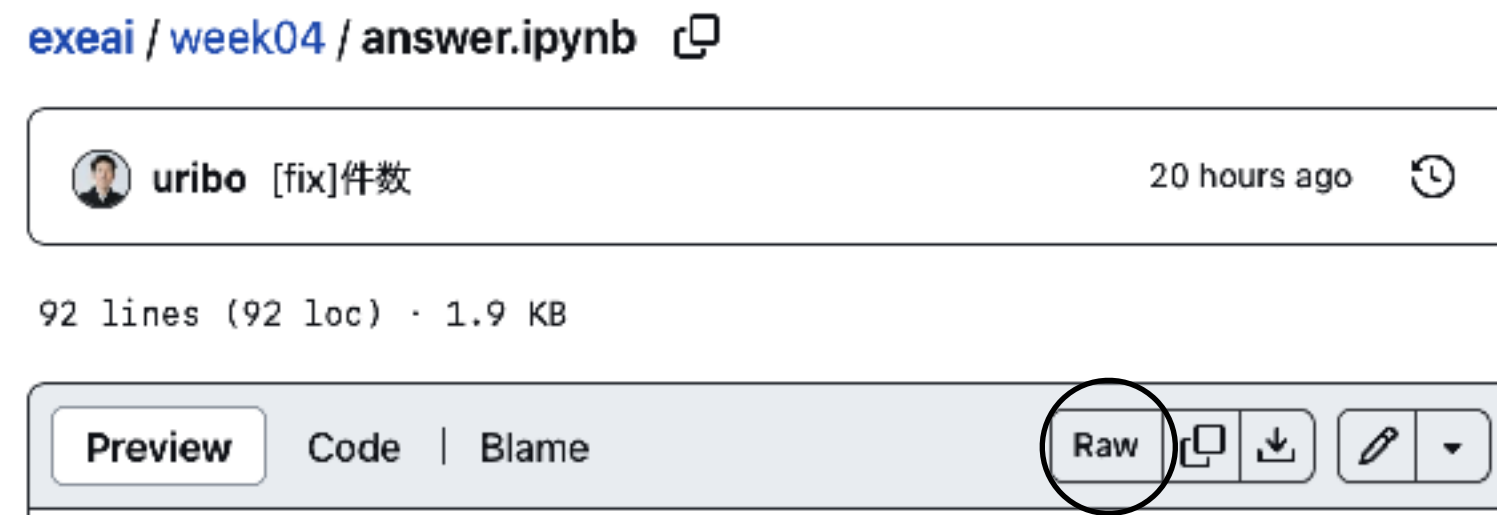 exeai / week04 / answer.ipynb
uribo [fix]件数 20 hours ago
92 lines (92 loc) · 1.9 KB
Preview Code | Blame Raw